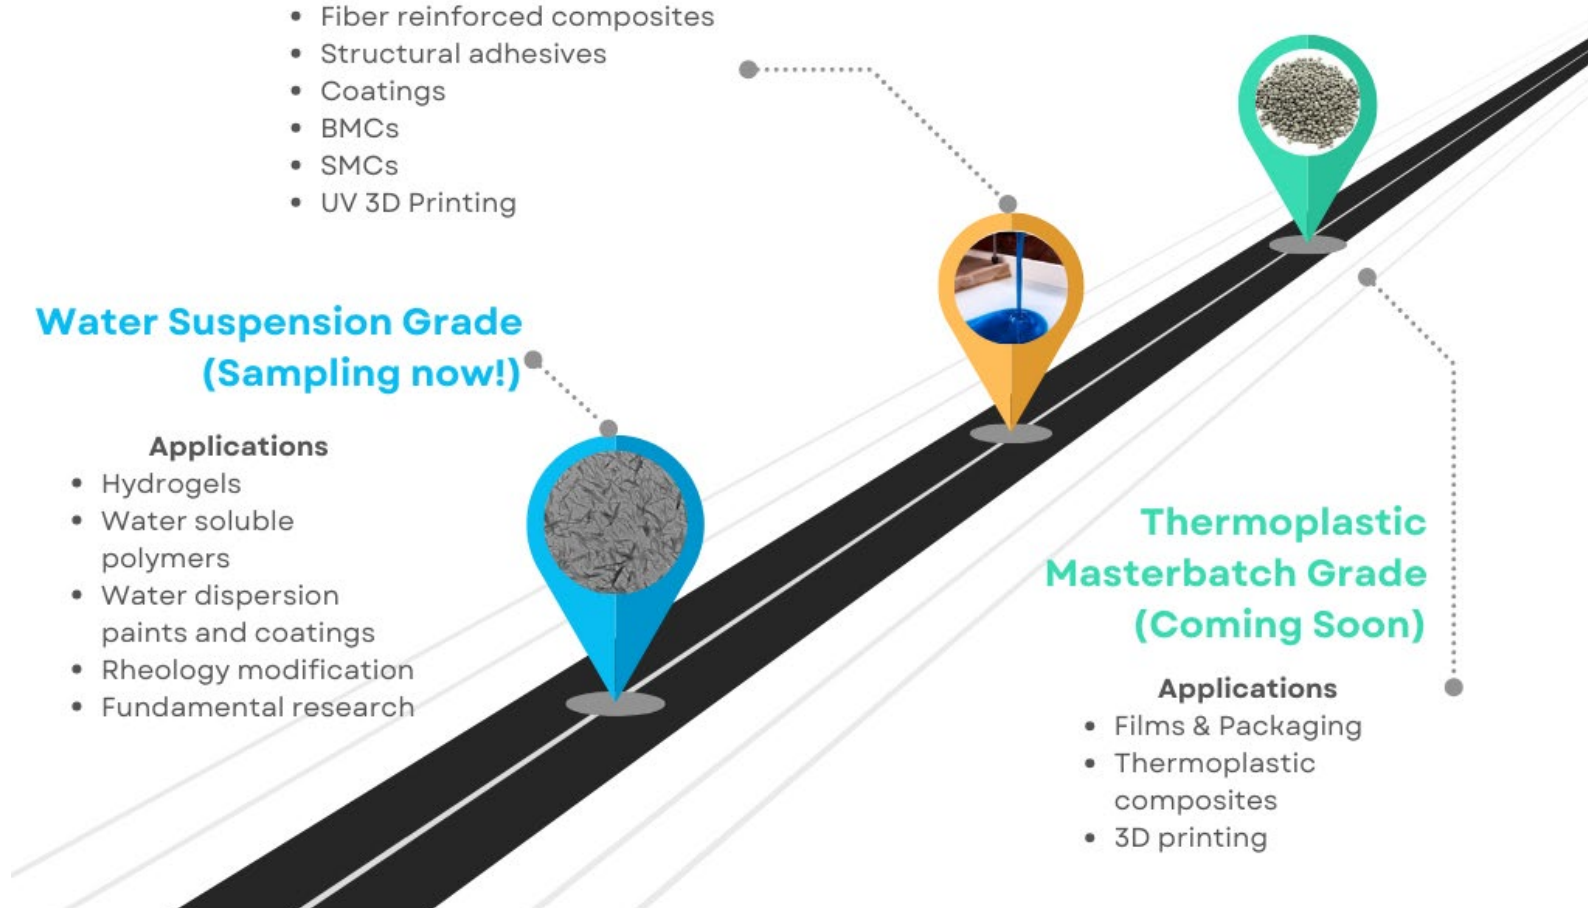 • Fiber reinforced composites
• Structural adhesives
• Coatings
• BMCs
• SMCs
• UV 3D Printing
Water Suspension Grade
(Sampling now!)
Applications
• Hydrogels
• Water soluble
polymers
• Water dispersion
paints and coatings
• Rheology modification
• Fundamental research
Thermoplastic
Masterbatch Grade
(Coming Soon)
Applications
• Films & Packaging
• Thermoplastic
composites
• 3D printing